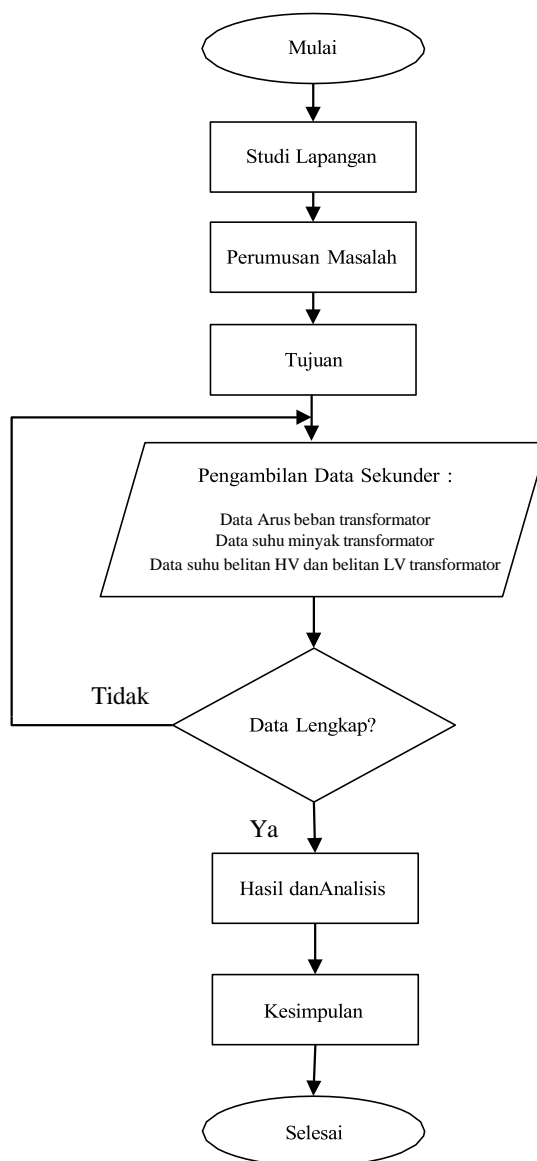 Mulai
Studi Lapangan
Perumusan Masalah
Tujuan
Pengambilan Data Sekunder :
Data Arus beban transformator
Data suhu minyak transformator
Data suhu belitan HV dan belitan LV transformator
Tidak
Data Lengkap?
Ya
Hasil danAnalisis
Kesimpulan
Selesai